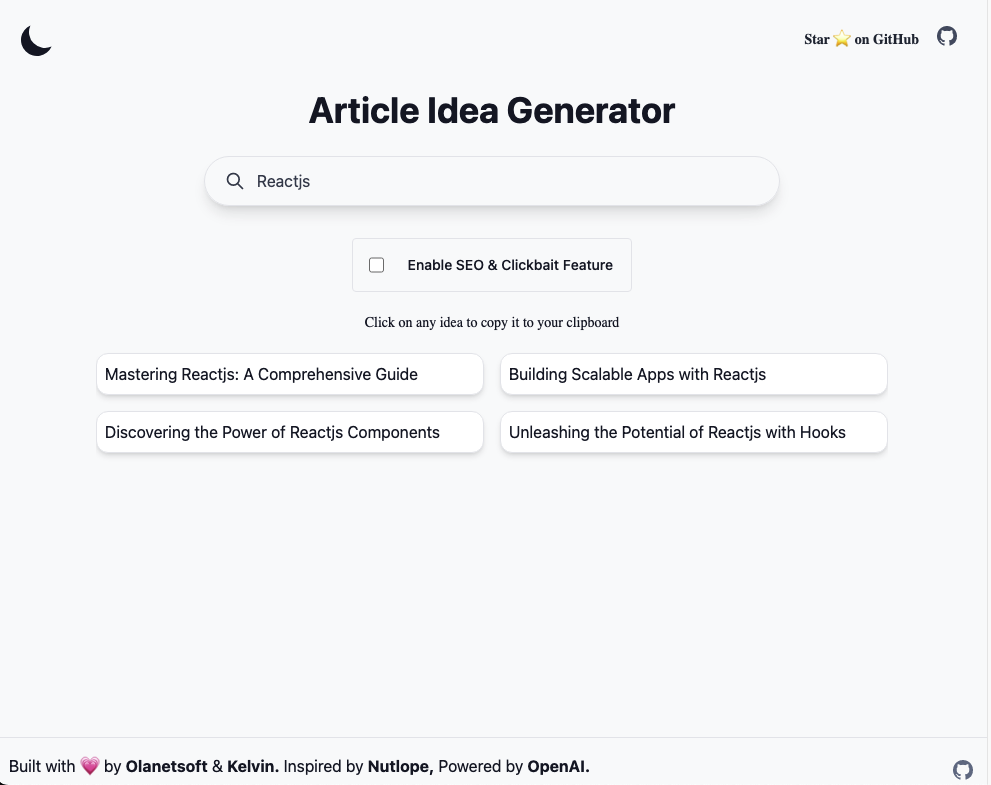 Star ⭐ on GitHub
Article Idea Generator
Reactjs
Enable SEO & Clickbait Feature
Click on any idea to copy it to your clipboard
Mastering Reactjs: A Comprehensive Guide
Building Scalable Apps with Reactjs
Discovering the Power of Reactjs Components
Unleashing the Potential of Reactjs with Hooks
Built with 💗 by Olanetsoft & Kelvin. Inspired by Nutlope, Powered by OpenAI.